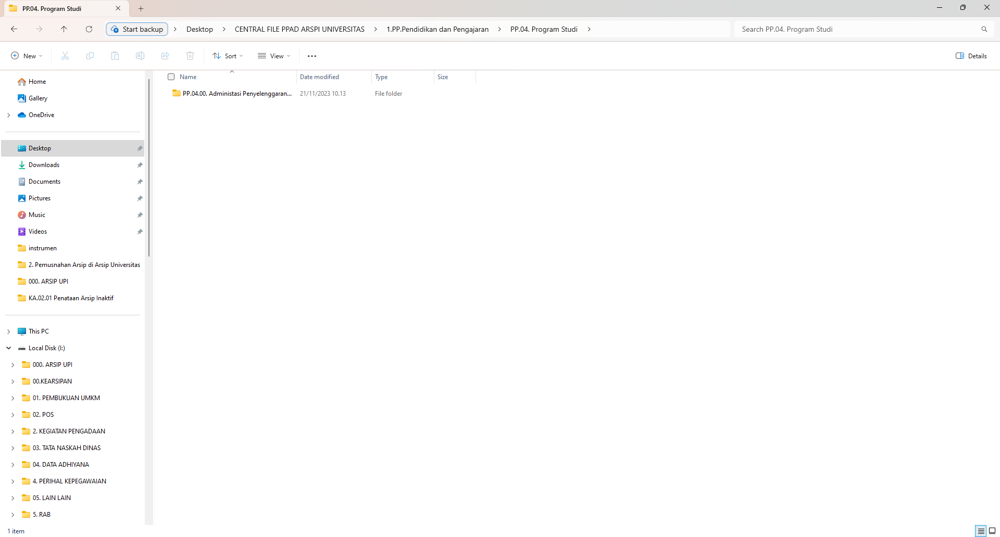 PP.04. Program Studi
Start backup
Desktop
CENTRAL FILE PPAD ARSPI UNIVERSITAS
1.PP.Pendidikan dan Pengajaran
PP.04. Program Studi
Search PP.04. Program Studi
New
Sort
View
Details
Name
Date modified
Type
Size
PP.04.00. Administasi Penyelenggaran...
21/11/2023 10.13
File folder
Home
Gallery
OneDrive
Desktop
Downloads
Documents
Pictures
Music
Videos
instrumen
2. Pemusnahan Arsip di Arsip Universitas
000. ARSIP UPI
KA.02.01 Penataan Arsip Inaktif
This PC
Local Disk (I:)
000. ARSIP UPI
00.KEARSIPAN
01. PEMBUKUAN UMKM
02. POS
2. KEGIATAN PENGADAAN
03. TATA NASKAH DINAS
04. DATA ADHIYANA
4. PERIHAL KEPEGAWAIAN
05. LAIN LAIN
5. RAB
1 item